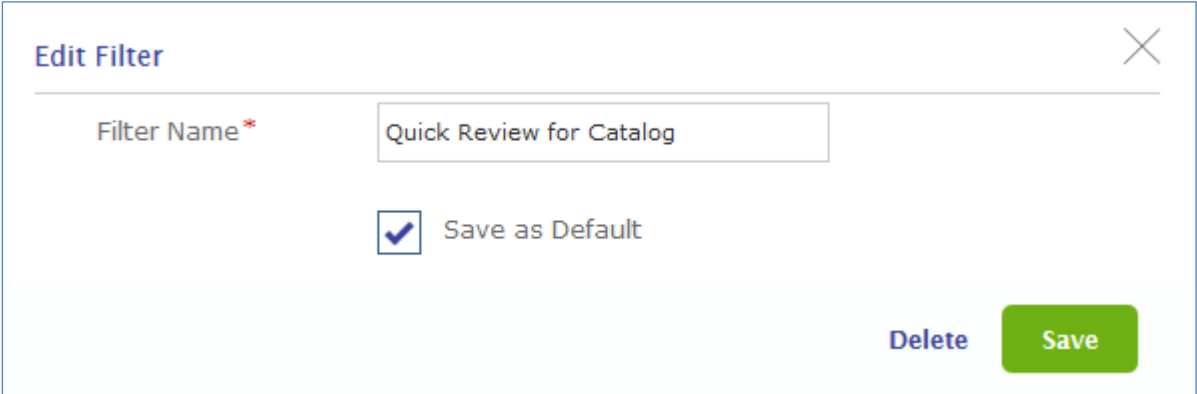 Edit Filter
Filter Name*
Quick Review for Catalog
Save as Default
Delete
Save